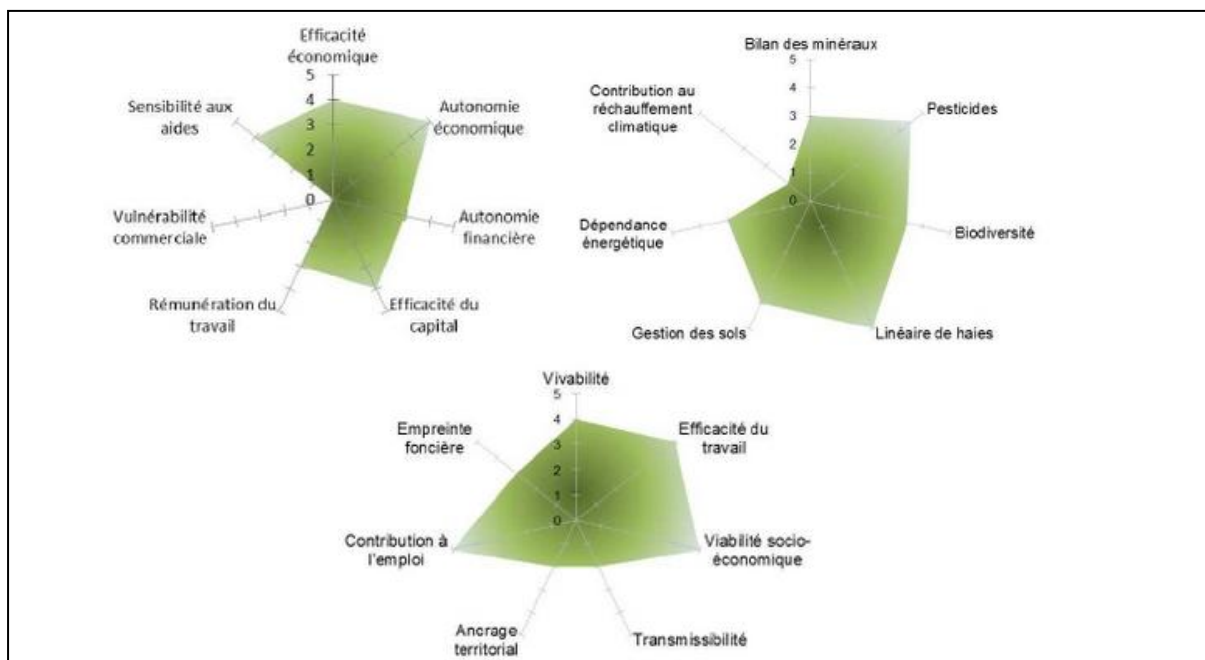 Efficacité
économique
5
4
3
2
1
0
Autonomie
économique
Autonomie
financière
Efficacité du
capital
Rémunération du
travail
Vulnérabilité
commerciale
Sensibilité aux
aides
Bilan des minéraux
5
4
3
2
1
0
Pesticides
Biodiversité
Linéaire de haies
Gestion des sols
Dépendance
énergétique
Contribution au
réchauffement
climatique
Vivabilité
5
4
3
2
1
0
Efficacité du
travail
Viabilité socio-
économique
Transmissibilité
Ancrage
territorial
Contribution à
l'emploi
Empreinte
foncière